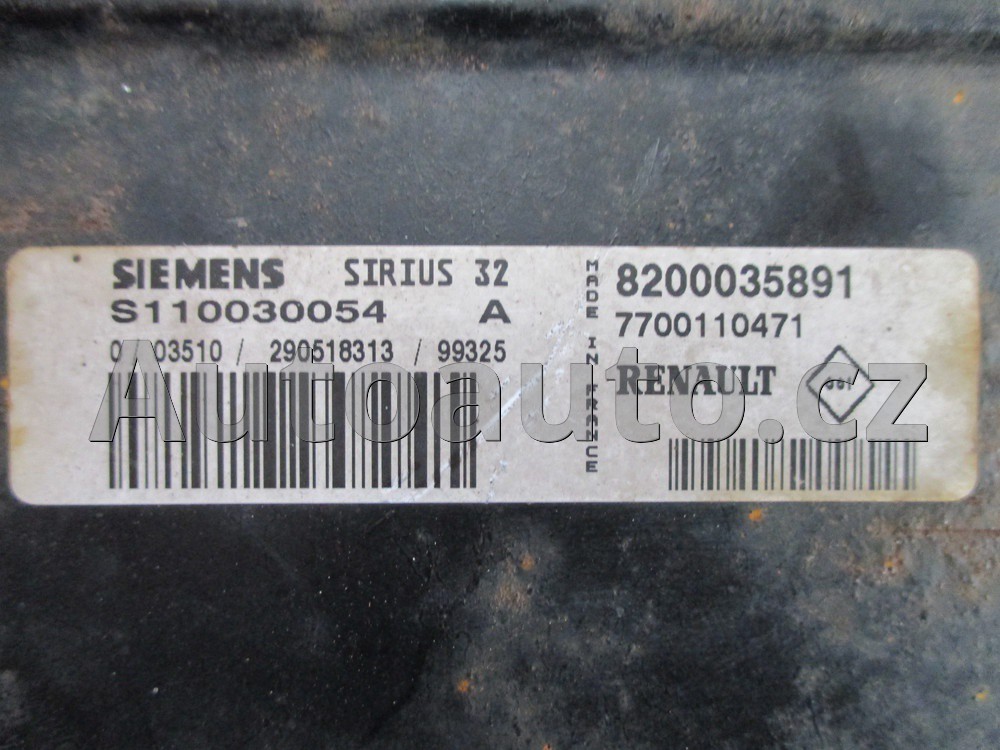 SIEMENS SIRIUS 32
S110030054 A
290518313 / 99325
MADE IN FRANCE
8200035891
7700110471
RENAULT
Autoauto.cz